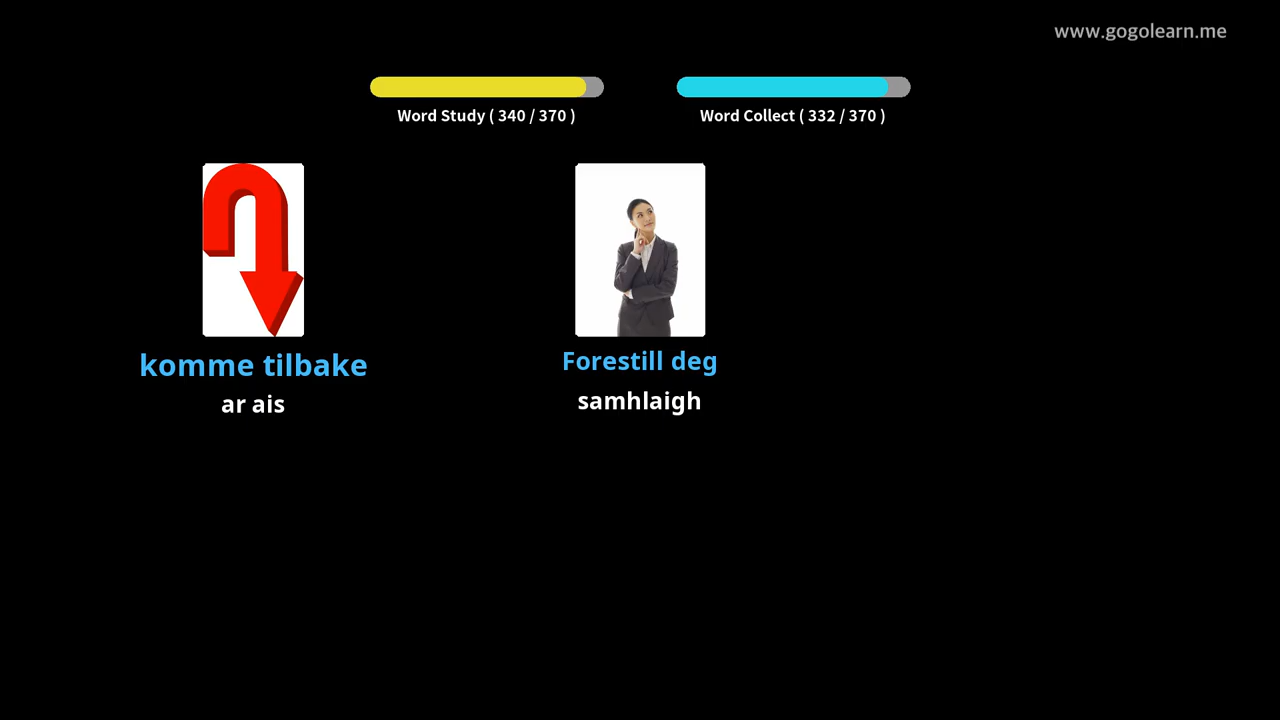 www.gogolearn.me
Word Study ( 340 / 370 )
Word Collect ( 332 / 370 )
komme tilbake
ar ais
Forestill deg
samhlaigh